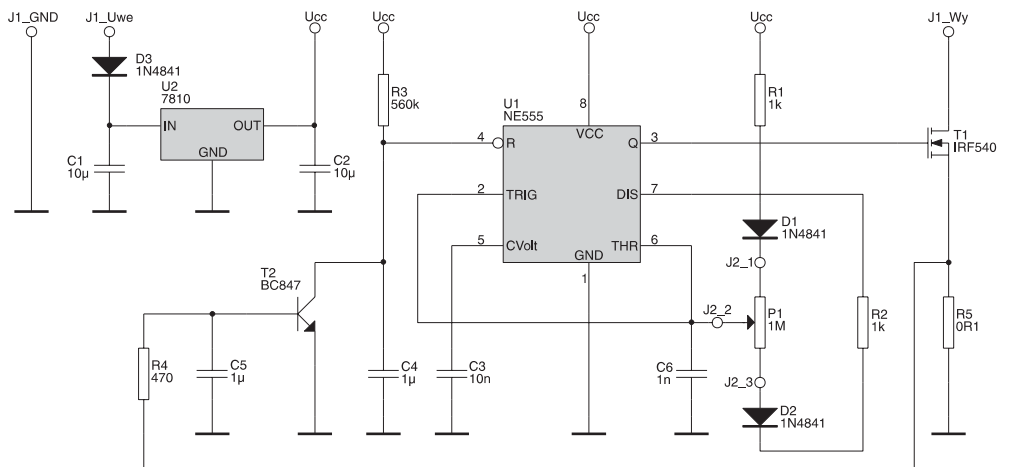 J1_GND
J1_Uwe
Ucc
Ucc
Ucc
Ucc
J1_Wy
D3
1N4841
U2
7810
IN
OUT
GND
C1
10µ
C2
10µ
R3
560k
U1
NE555
8
VCC
4
R
Q
3
2
TRIG
DIS
7
5
CVolt
THR
6
GND
1
R1
1k
T1
IRF540
D1
1N4841
J2_1
T2
BC847
J2_2
P1
1M
R2
1k
R5
0R1
R4
470
C5
1µ
C4
1µ
C3
10n
C6
1n
J2_3
D2
1N4841